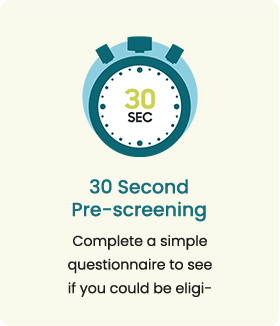 30
SEC
30 Second
Pre-screening
Complete a simple
questionnaire to see
if you could be eligi-